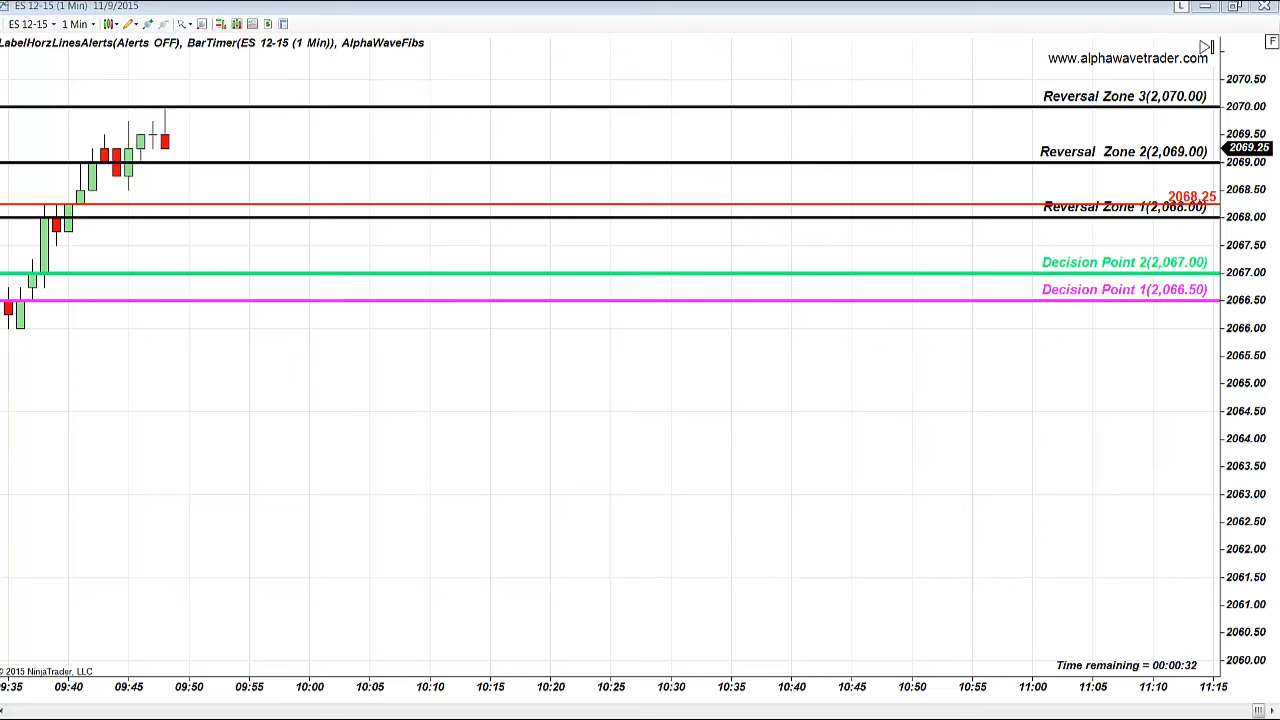 ES 12-15 (1 Min)  11/9/2015
L
ES 12-15 1 Min
LabelHorzLinesAlerts(Alerts OFF), BarTimer(ES 12-15 (1 Min)), AlphaWaveFibs
F
www.alphawavetrader.com
2070.50
Reversal Zone 3(2,070.00)
2070.00
2069.50
Reversal Zone 2(2,069.00)
2069.25
2069.00
2068.50
2068.25
Reversal Zone 1(2,068.00)
2068.00
2067.50
Decision Point 2(2,067.00)
2067.00
Decision Point 1(2,066.50)
2066.50
2066.00
2065.50
2065.00
2064.50
2064.00
2063.50
2063.00
2062.50
2062.00
2061.50
2061.00
2060.50
2060.00
Time remaining = 00:00:32
© 2015 NinjaTrader, LLC
09:35 09:40 09:45 09:50 09:55 10:00 10:05 10:10 10:15 10:20 10:25 10:30 10:35 10:40 10:45 10:50 10:55 11:00 11:05 11:10 11:15